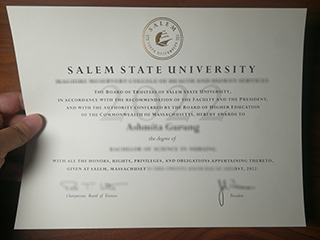 SALEM
SALEM STATE UNIVERSITY
THE BOARD OF TRUSTEES OF SALEM STATE UNIVERSITY,
IN ACCORDANCE WITH THE RECOMMENDATION OF THE FACULTY AND THE PRESIDENT,
AND WITH THE AUTHORITY CONFERRED BY THE BOARD OF HIGHER EDUCATION
OF THE COMMONWEALTH OF MASSACHUSETTS, HEREBY AWARDS TO
Ashmita Gurung
the degree of
BACHELOR OF SCIENCE IN NURSING
WITH ALL THE HONORS, RIGHTS, PRIVILEGES, AND OBLIGATIONS APPERTAINING THERETO,
GIVEN AT SALEM, MASSACHUSET
Chairperson, Board of Trustees
President